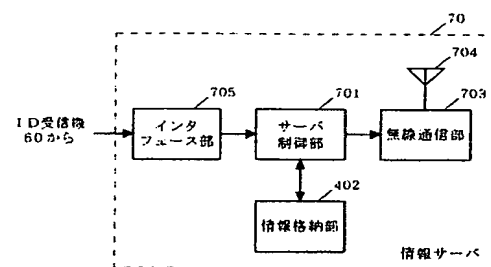 70
704
705
701
703
ID受信機
60から
インタ
フェース部
サーバ
制御部
無線通信部
402
情報格納部
情報サーバ